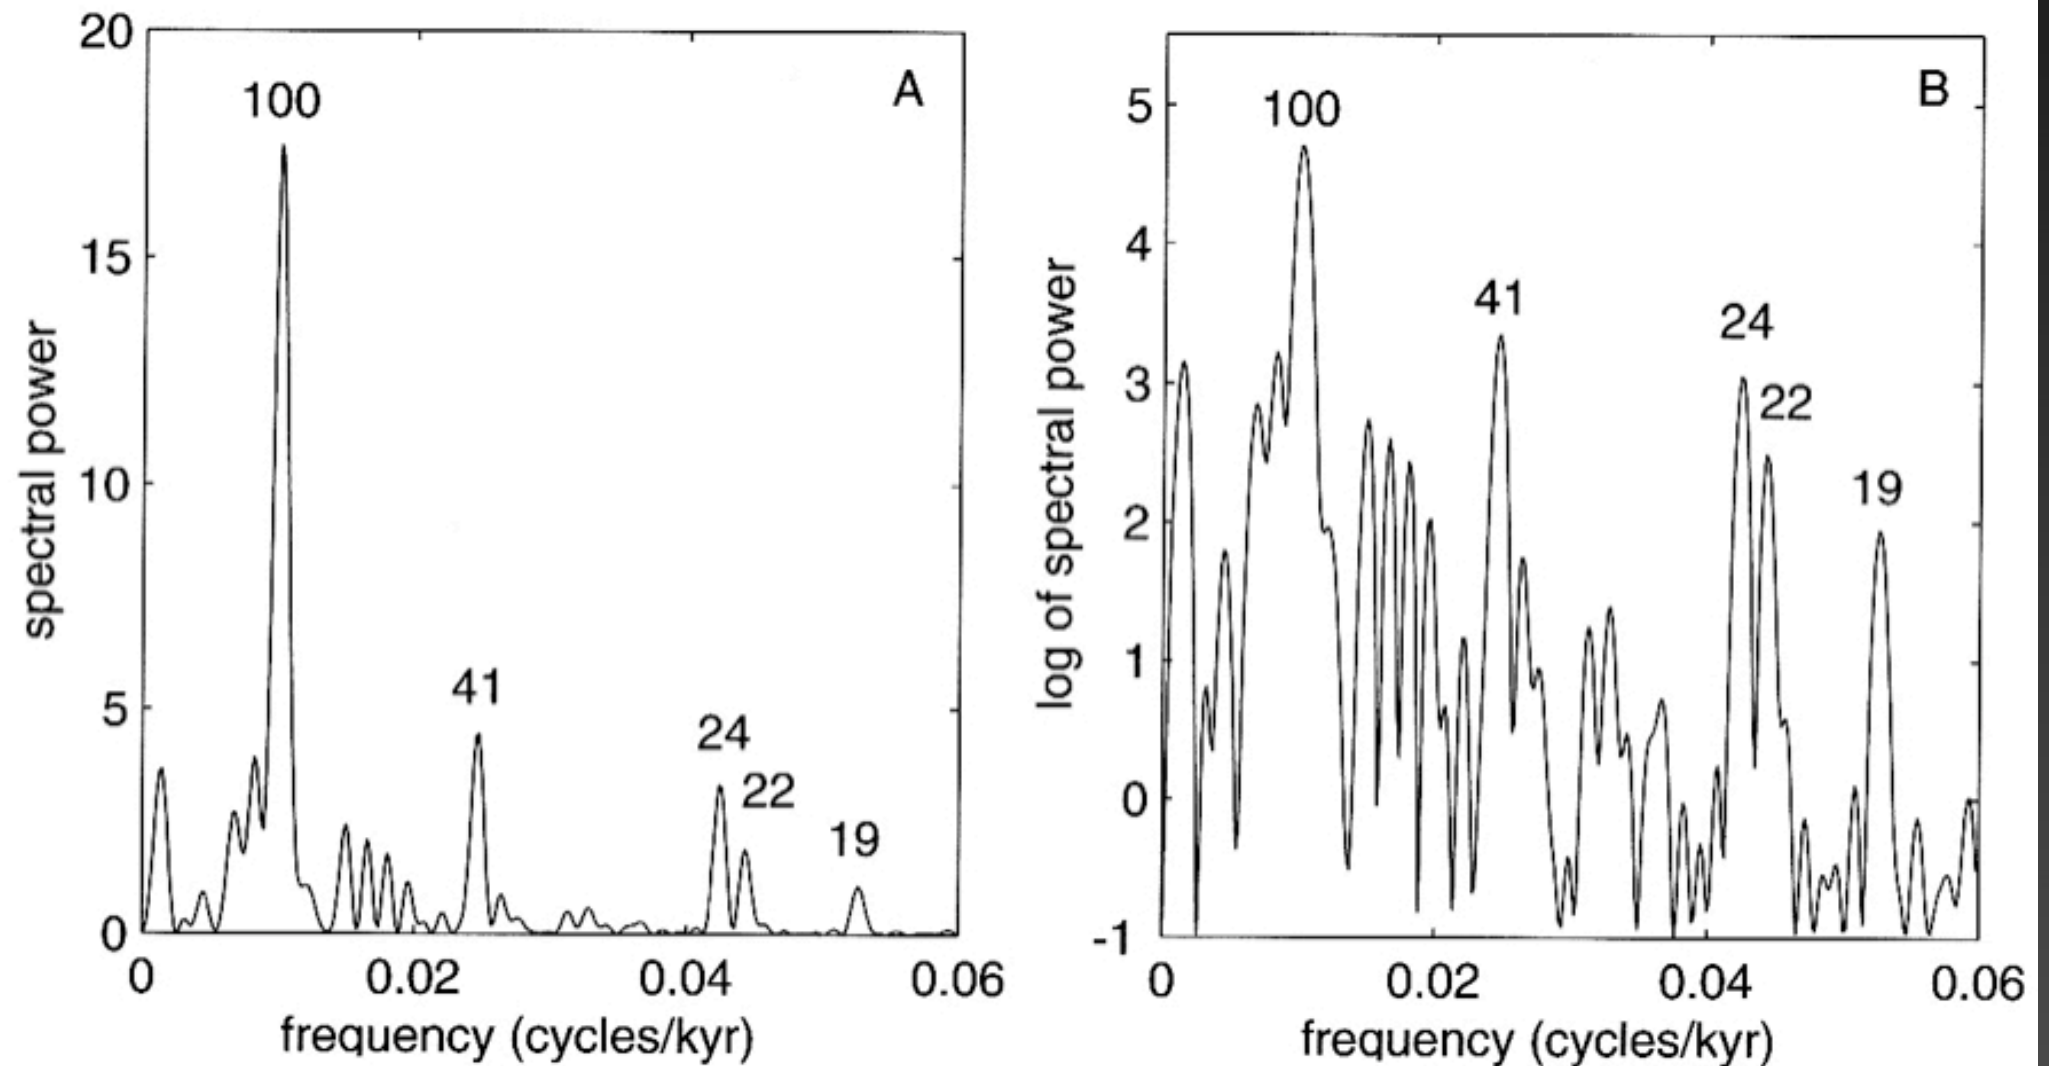 20
15
10
5
0
spectral power
A
100
41
24
22
19
0 0.02 0.04 0.06
frequency (cycles/kyr)
5
4
3
2
1
0
-1
log of spectral power
B
100
41
24
22
19
0 0.02 0.04 0.06
frequency (cycles/kyr)